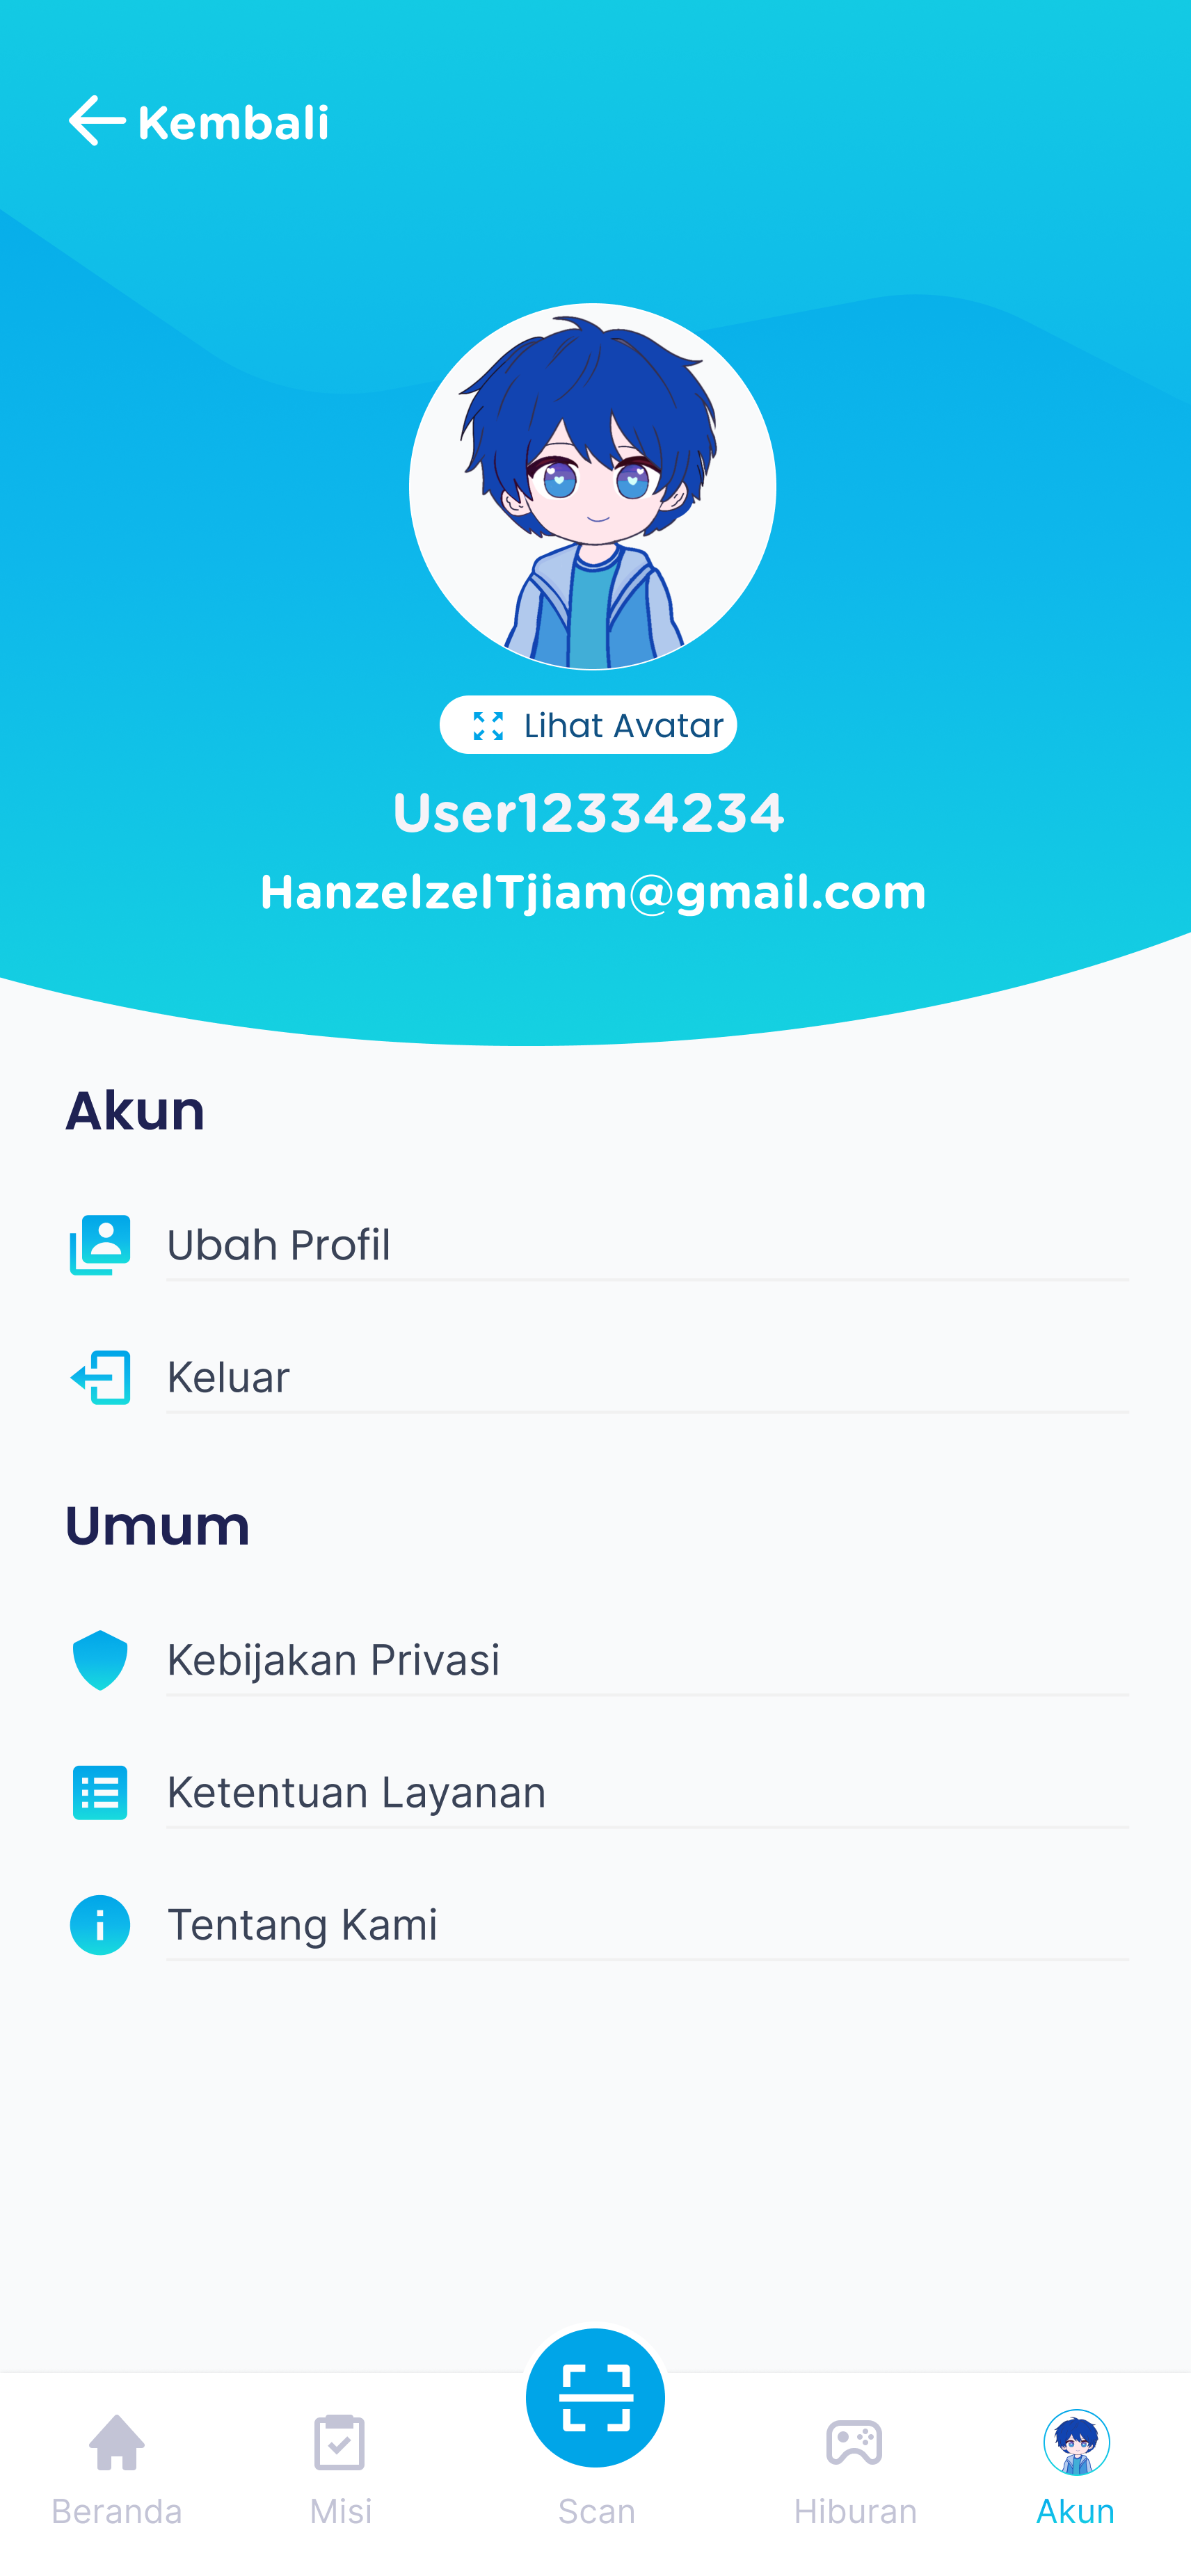 Kembali
Lihat Avatar
User12334234
HanzelzelTjiam@gmail.com
Akun
Ubah Profil
Keluar
Umum
Kebijakan Privasi
Ketentuan Layanan
Tentang Kami
Beranda
Misi
Scan
Hiburan
Akun